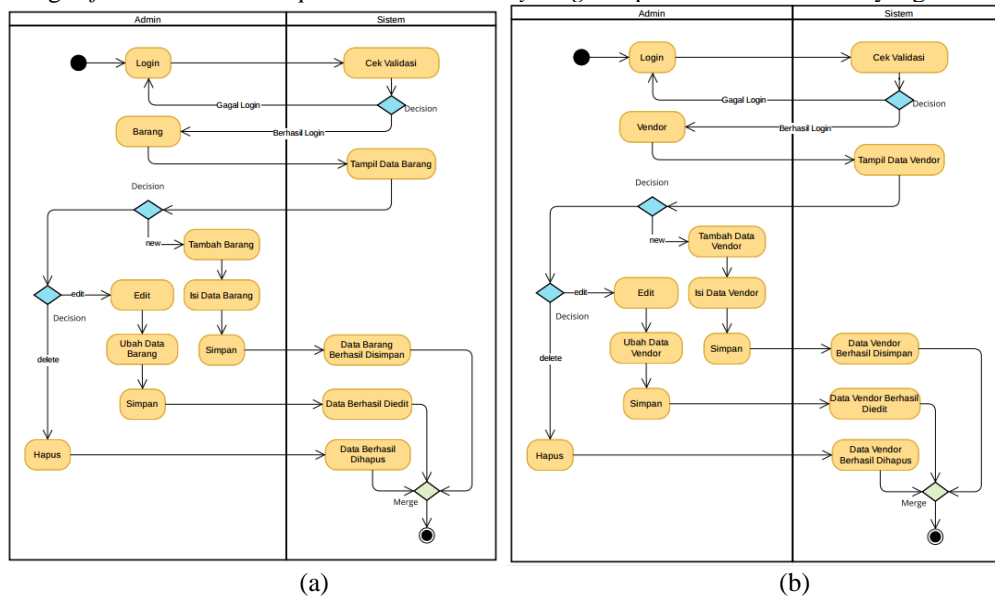 Admin
Sistem
Login
Cek Validasi
Gagal Login
Decision
Berhasil Login
Barang
Tampil Data Barang
Decision
new
Tambah Barang
edit
Edit
Isi Data Barang
Decision
Ubah Data
Barang
Simpan
Data Barang
Berhasil Disimpan
delete
Simpan
Data Berhasil Diedit
Hapus
Data Berhasil
Dihapus
Merge
(a)
Admin
Sistem
Login
Cek Validasi
Gagal Login
Decision
Berhasil Login
Vendor
Tampil Data Vendor
Decision
new
Tambah Data
Vendor
edit
Edit
Isi Data Vendor
Decision
Ubah Data
Vendor
Simpan
Data Vendor
Berhasil Disimpan
delete
Simpan
Data Vendor Berhasil
Diedit
Hapus
Data Vendor
Berhasil Dihapus
Merge
(b)